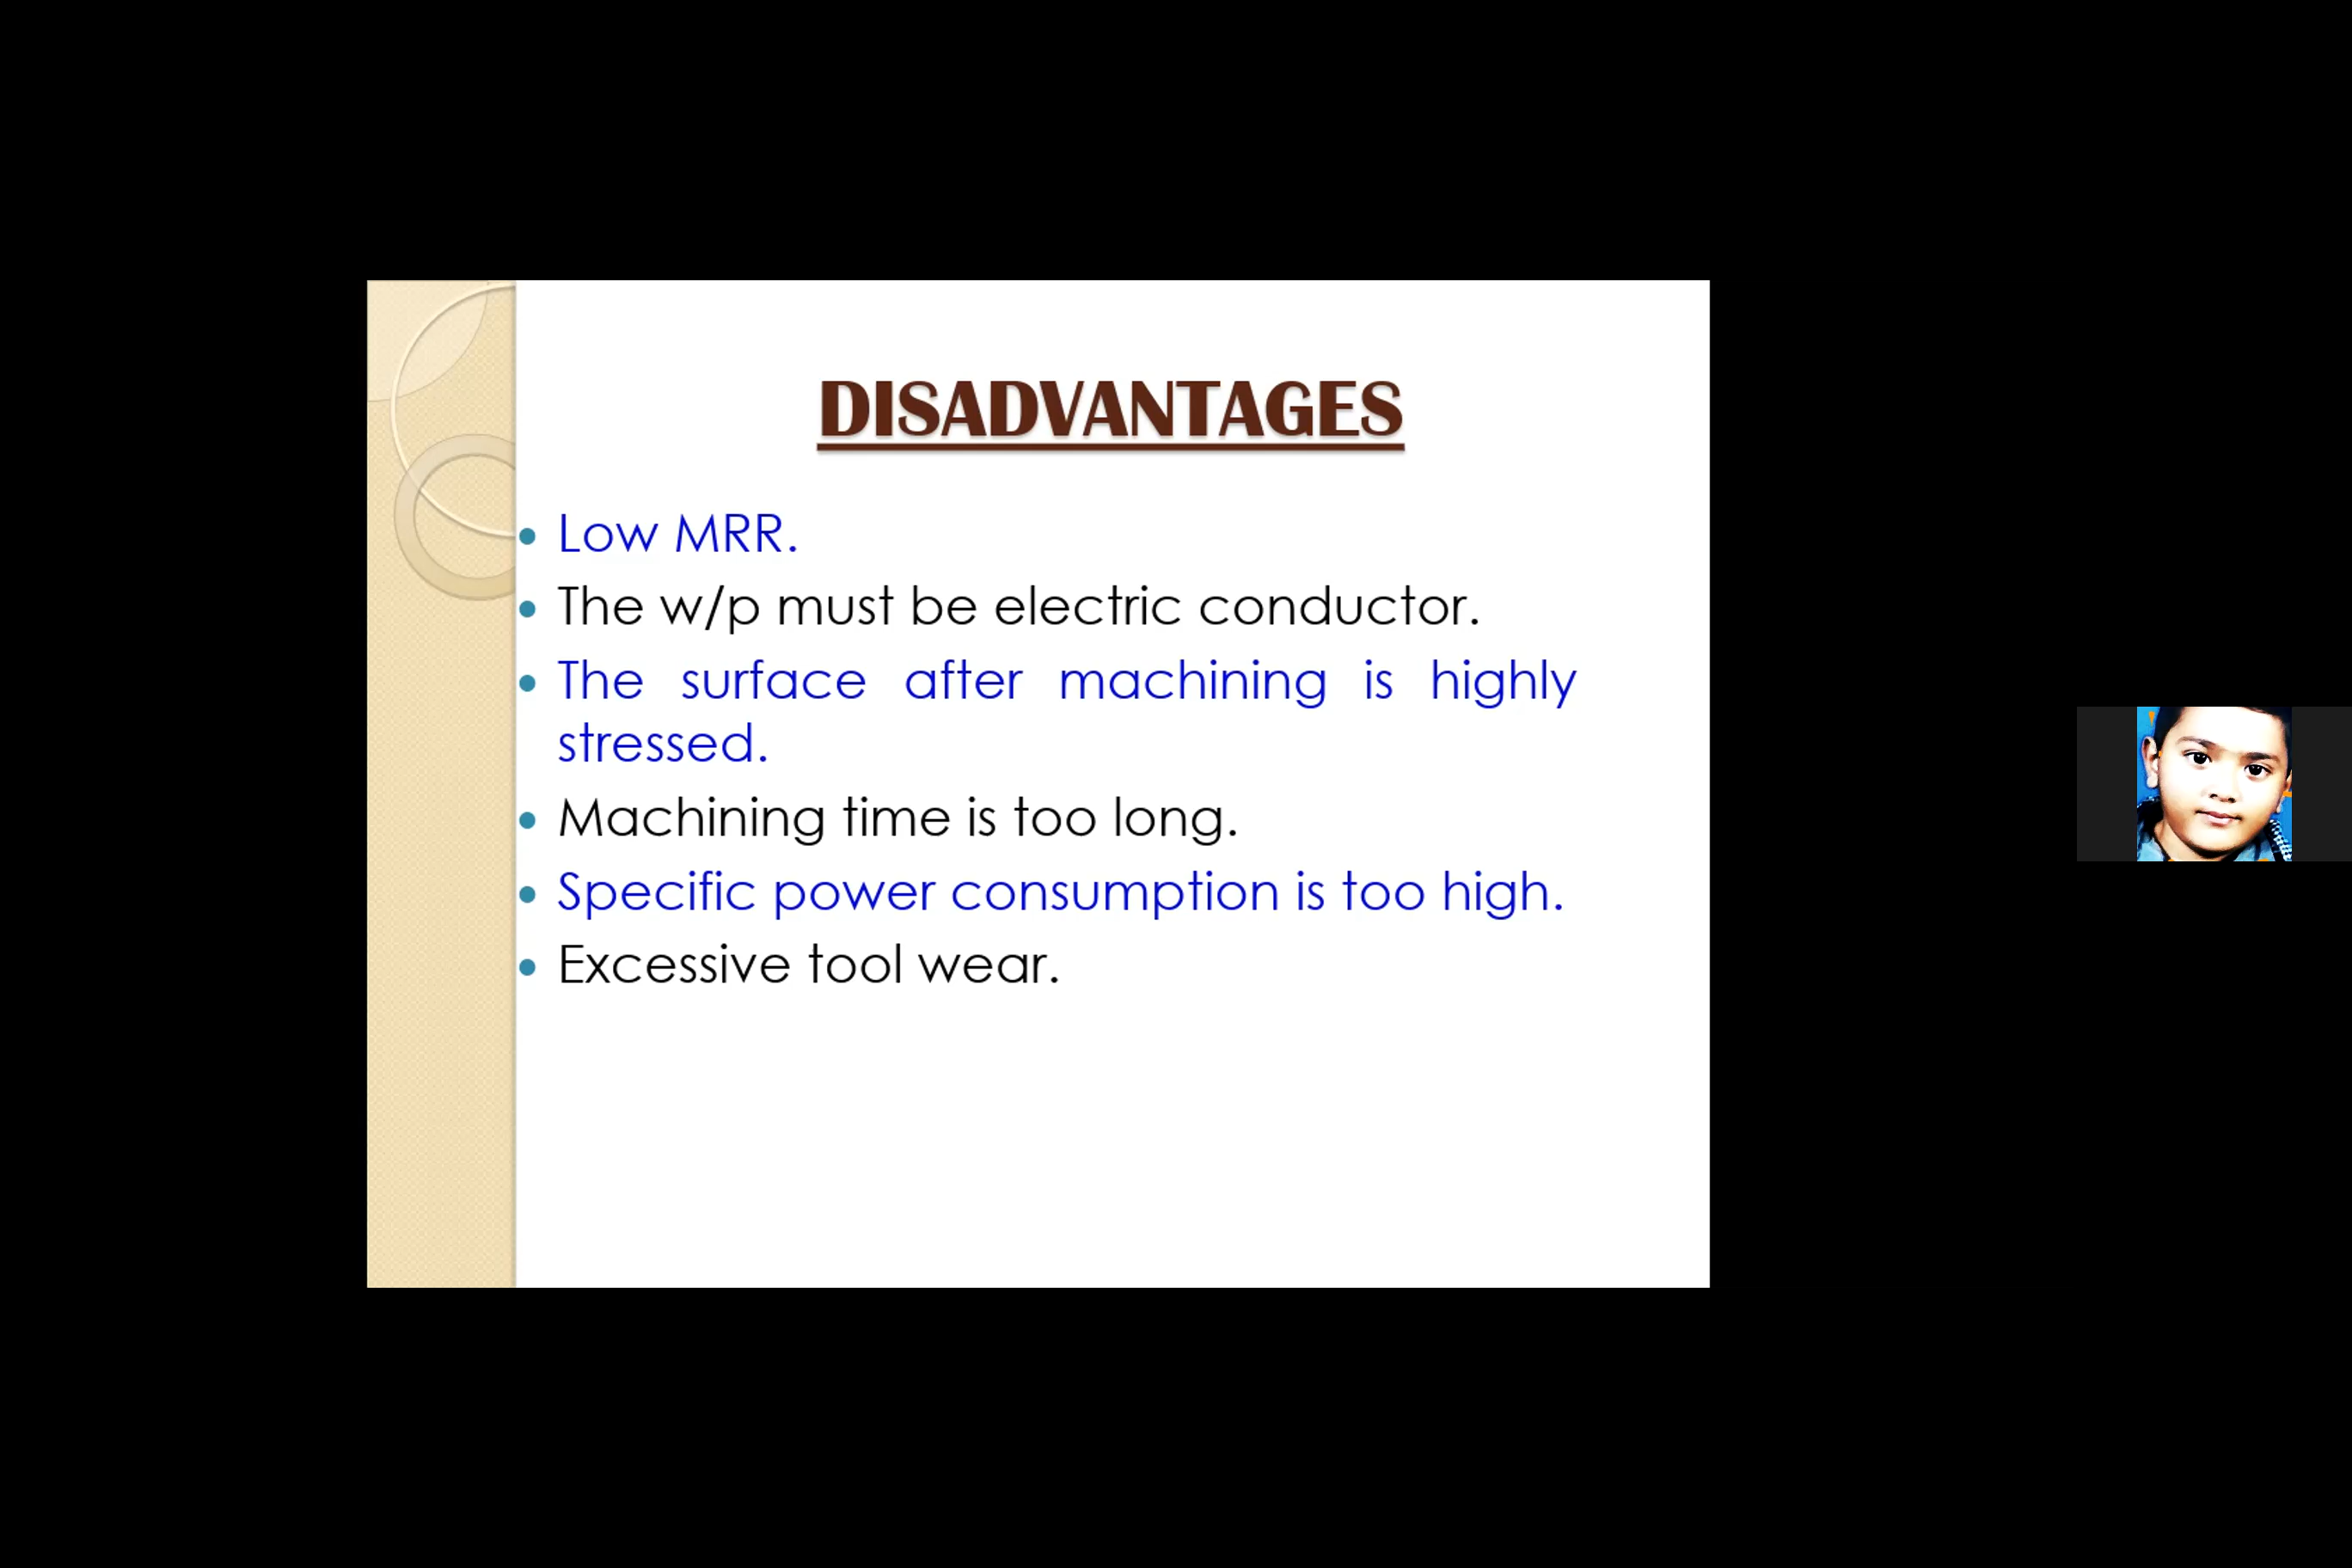 DISADVANTAGES
• Low MRR.
• The w/p must be electric conductor.
• The surface after machining is highly
stressed.
• Machining time is too long.
• Specific power consumption is too high.
• Excessive tool wear.